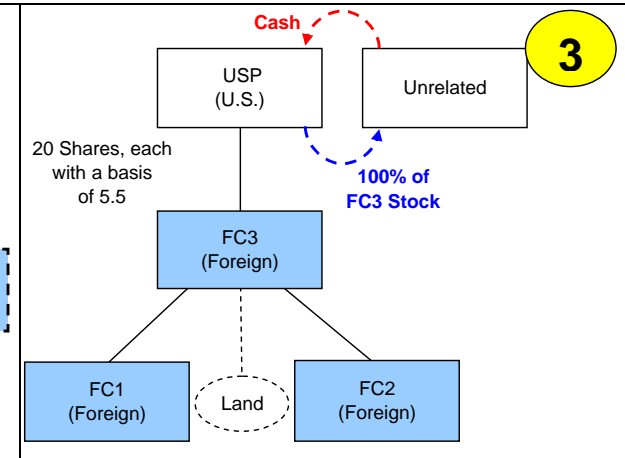 Cash
3
USP
(U.S.)
Unrelated
20 Shares, each
with a basis
of 5.5
100% of
FC3 Stock
FC3
(Foreign)
FC1
(Foreign)
Land
FC2
(Foreign)